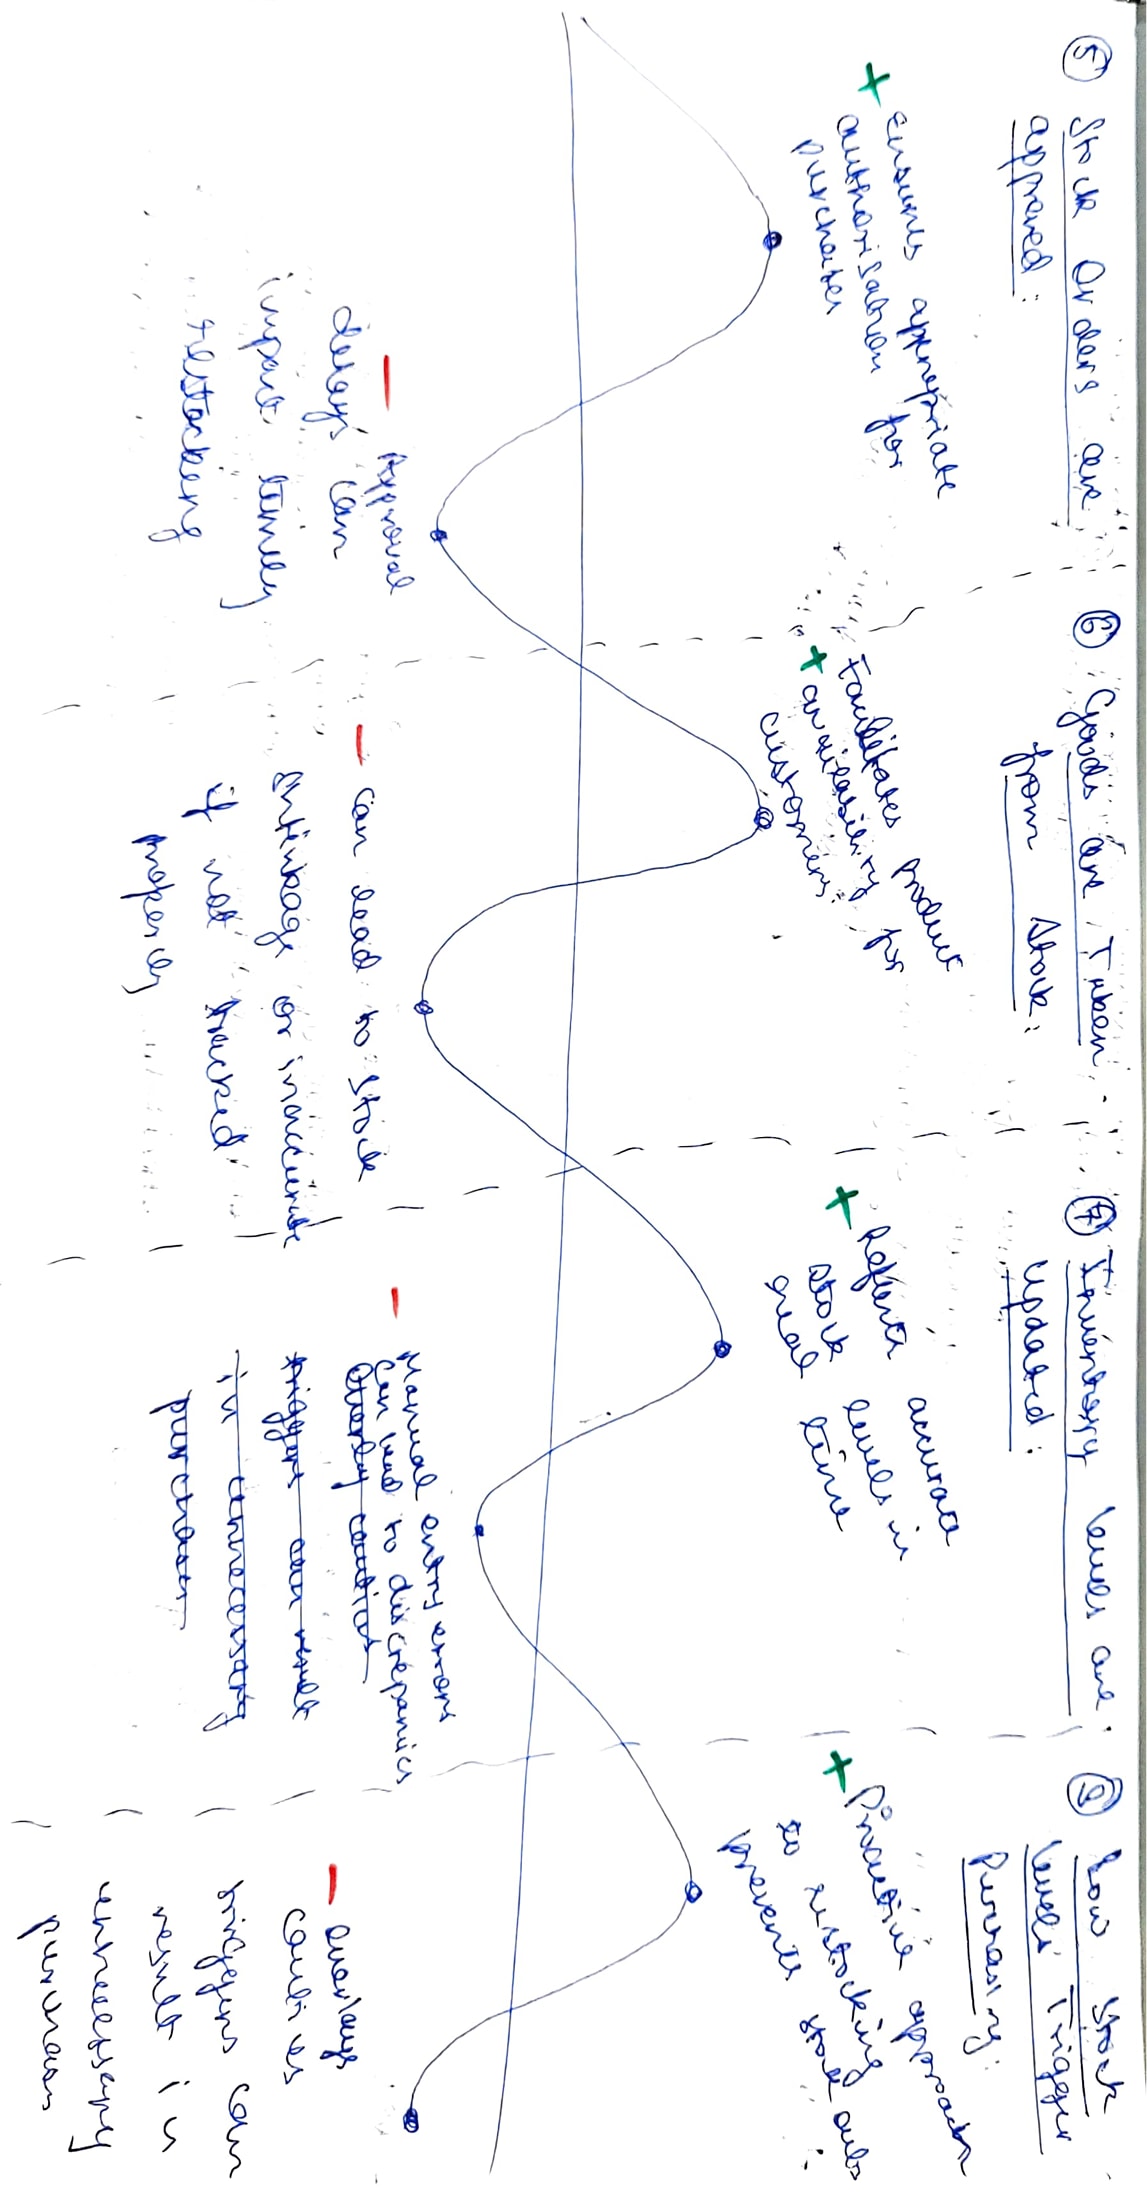 ⑤ Stock Orders are
approved:
+ Ensures appropriate
authorisation for
purchases
- Approval
delays can
impact timely
restocking
⑥ Goods are Taken
from Stock:
Facilitates product
+ availability for
customers.
- can lead to stock
shrinkage or inaccurate
if not tracked
properly
⑦ Inventory levels are
updated:
+ Reflects accurate
stock levels in
real time
- Manual entry errors
can lead to discrepancies
Overly cautious
triggers can result
in unnecessary
purchases
⑧ Low Stock
levels Trigger
Purchasing:
+ Proactive approach
to restocking
prevents stock outs
- overlays
cautious
triggers can
result in
unnecessary
purchases